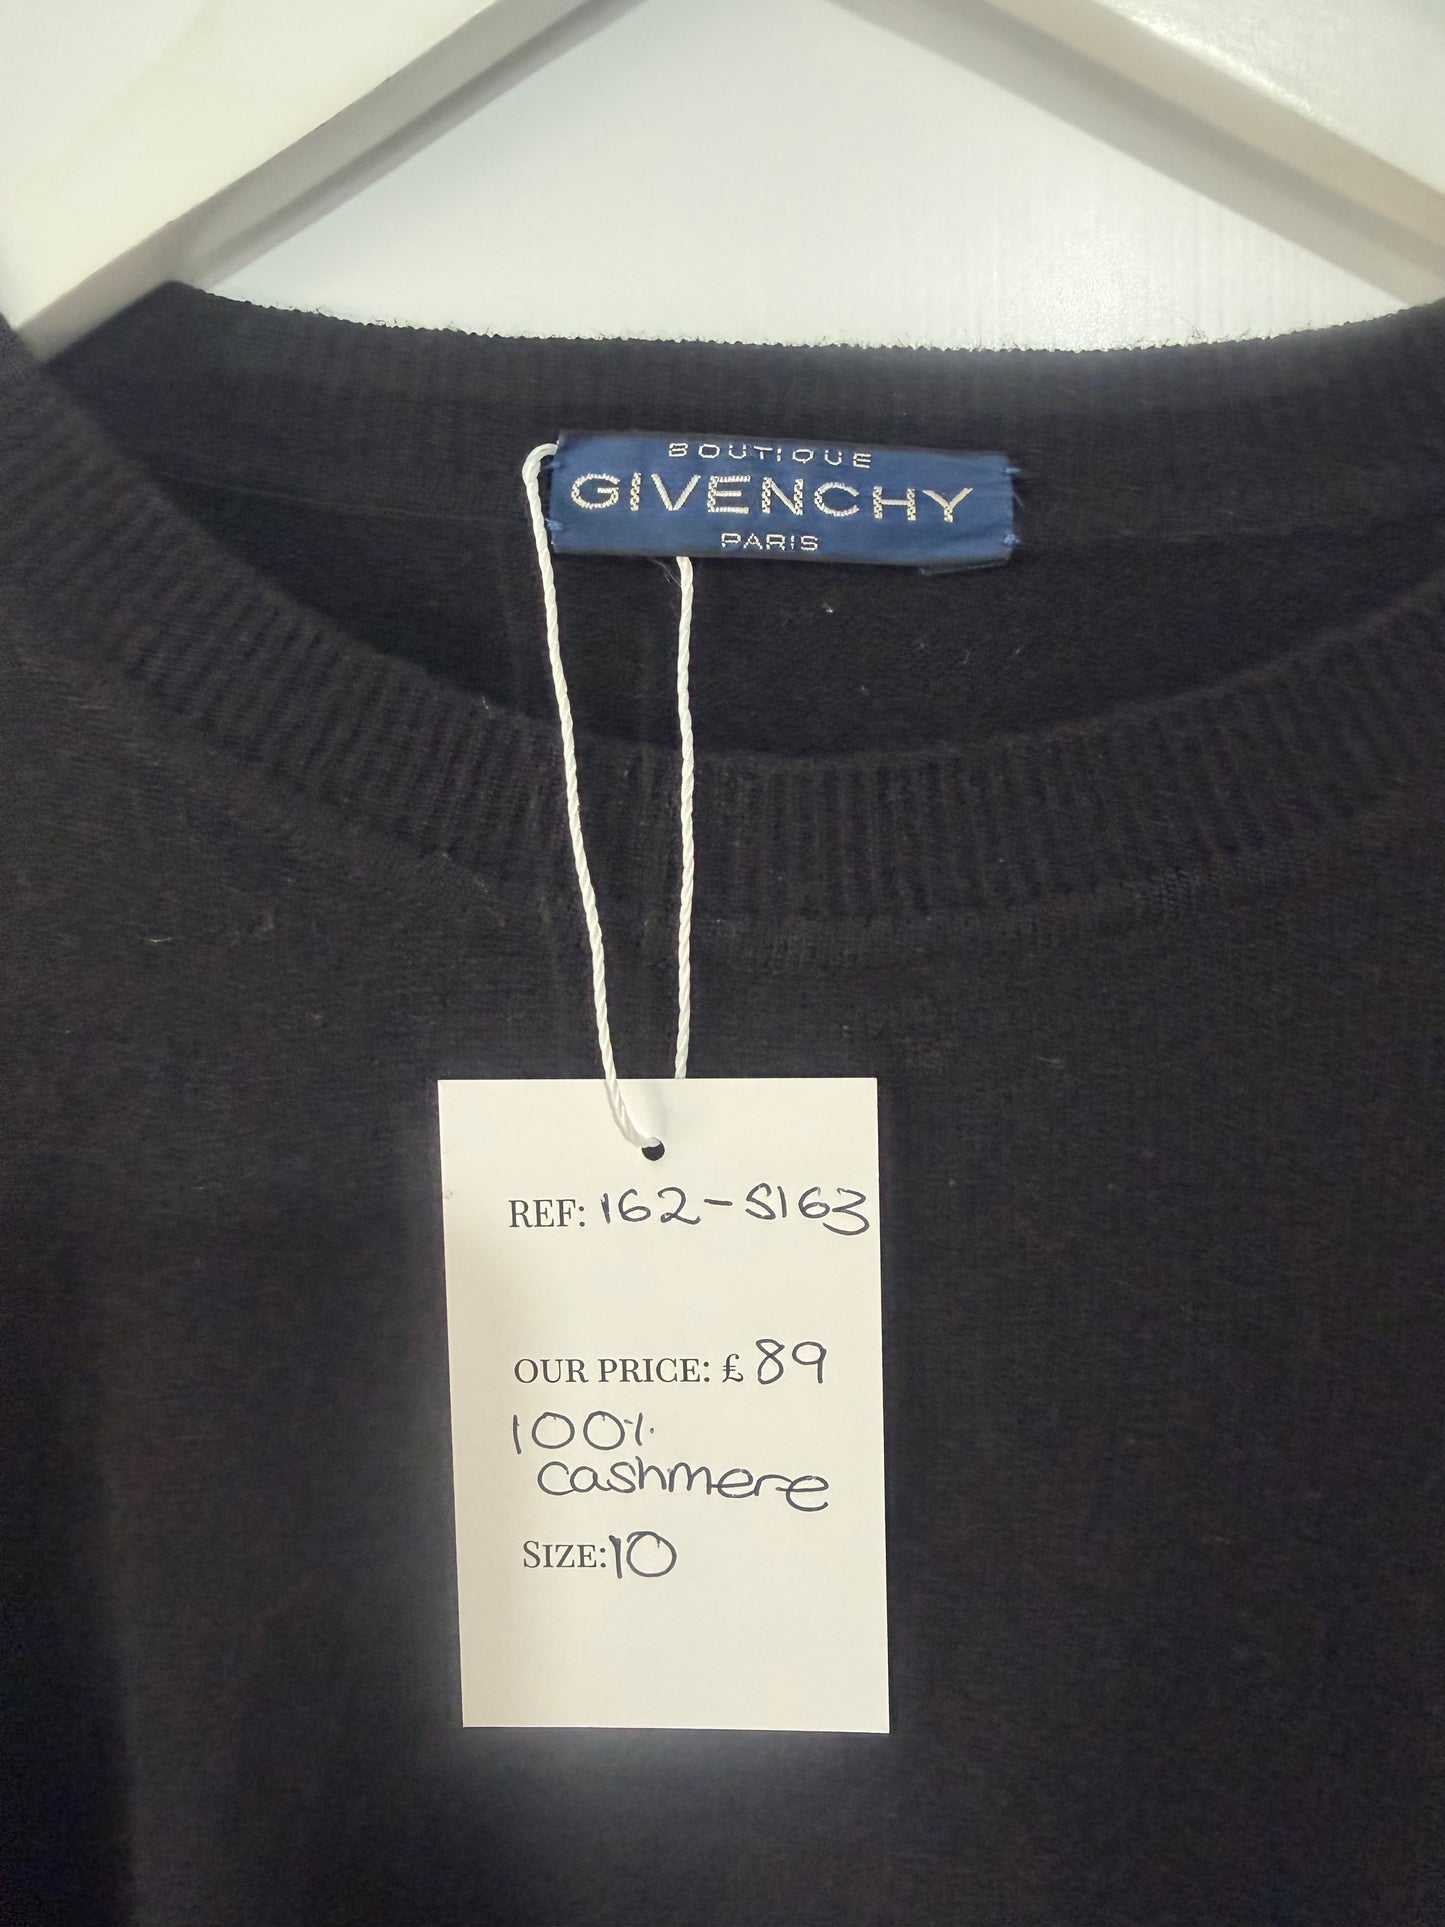 BOUTIQUE
GIVENCHY
PARIS
REF: 162-S163
OUR PRICE: £ 89
100%
cashmere
SIZE: 10